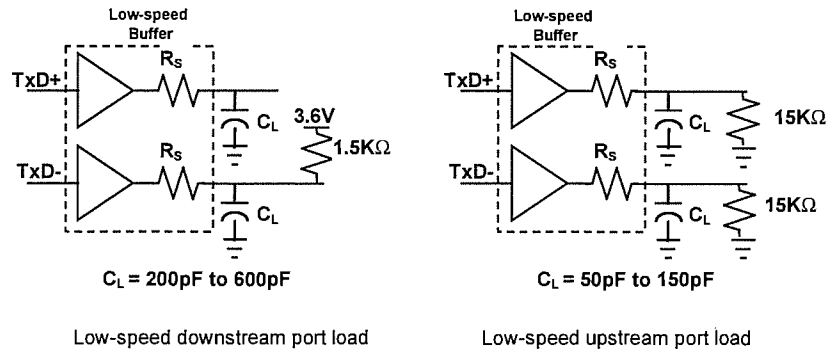 Low-speed
Buffer
TxD+
RS
CL
3.6V
1.5KΩ
TxD-
RS
CL
CL = 200pF to 600pF
Low-speed downstream port load
Low-speed
Buffer
TxD+
RS
CL
15KΩ
TxD-
RS
CL
15KΩ
CL = 50pF to 150pF
Low-speed upstream port load